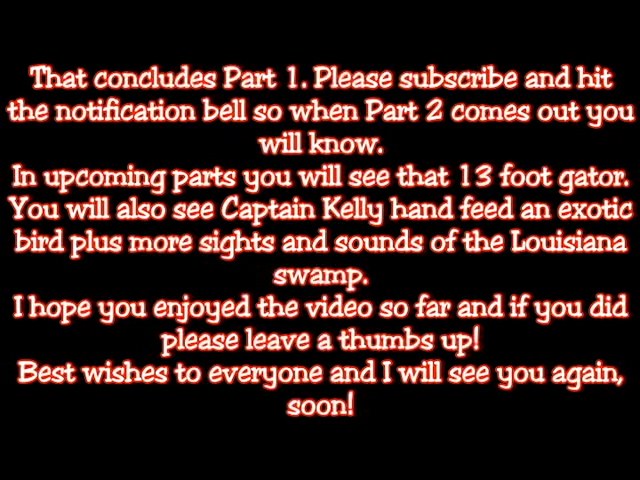 That concludes Part 1. Please subscribe and hit
the notification bell so when Part 2 comes out you
will know.
In upcoming parts you will see that 13 foot gator.
You will also see Captain Kelly hand feed an exotic
bird plus more sights and sounds of the Louisiana
swamp.
I hope you enjoyed the video so far and if you did
please leave a thumbs up!
Best wishes to everyone and I will see you again,
soon!